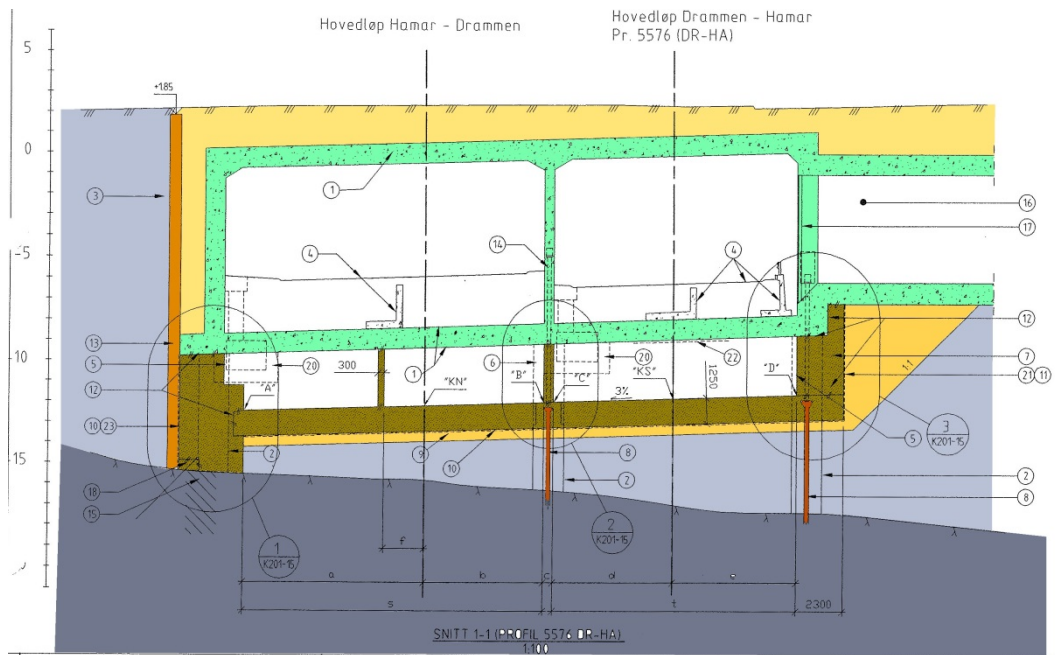 Hovedløp Hamar - Drammen
Hovedløp Drammen - Hamar
Pr. 5576 (DR-HA)
5
+1.85
0
1
3
16
17
14
4
4
-5
13
5
20
300
1
6
20
22
12
7
21 11
10
12
"A"
"KN"
"B"
"C"
3%
"KS"
1250
"D"
1:1
10 23
2
9
10
8
2
5
3
K201-15
2
8
15
18
15
1
K201-15
f
2
K201-15
a
b
c
d
e
s
t
2300
SNITT 1-1 (PROFIL 5576 DR-HA)
1:100